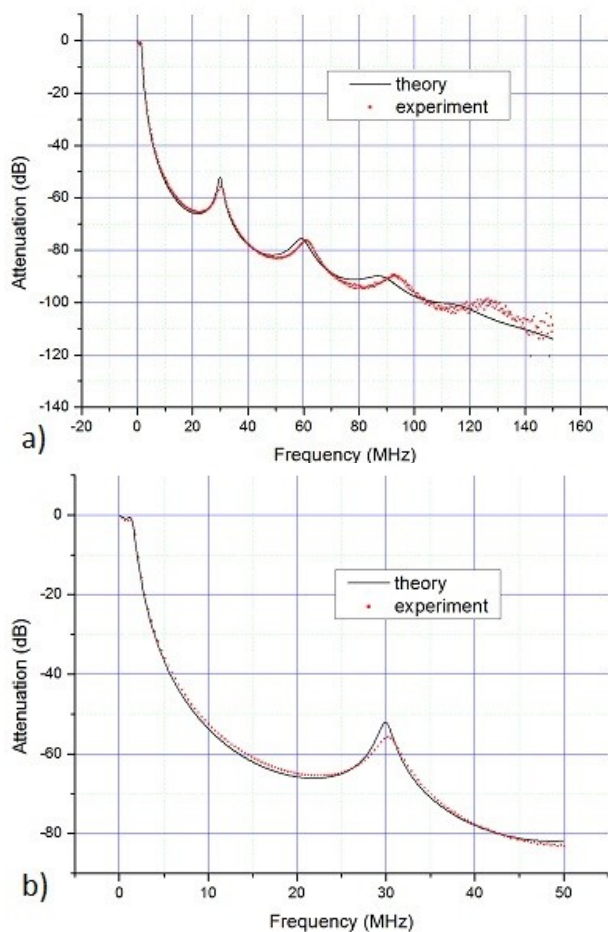 0
-20
-40
-60
-80
-100
-120
-140
Attenuation (dB)
theory
experiment
-20 0 20 40 60 80 100 120 140 160
Frequency (MHz)
a)
0
-20
-40
-60
-80
Attenuation (dB)
theory
experiment
0 10 20 30 40 50
Frequency (MHz)
b)